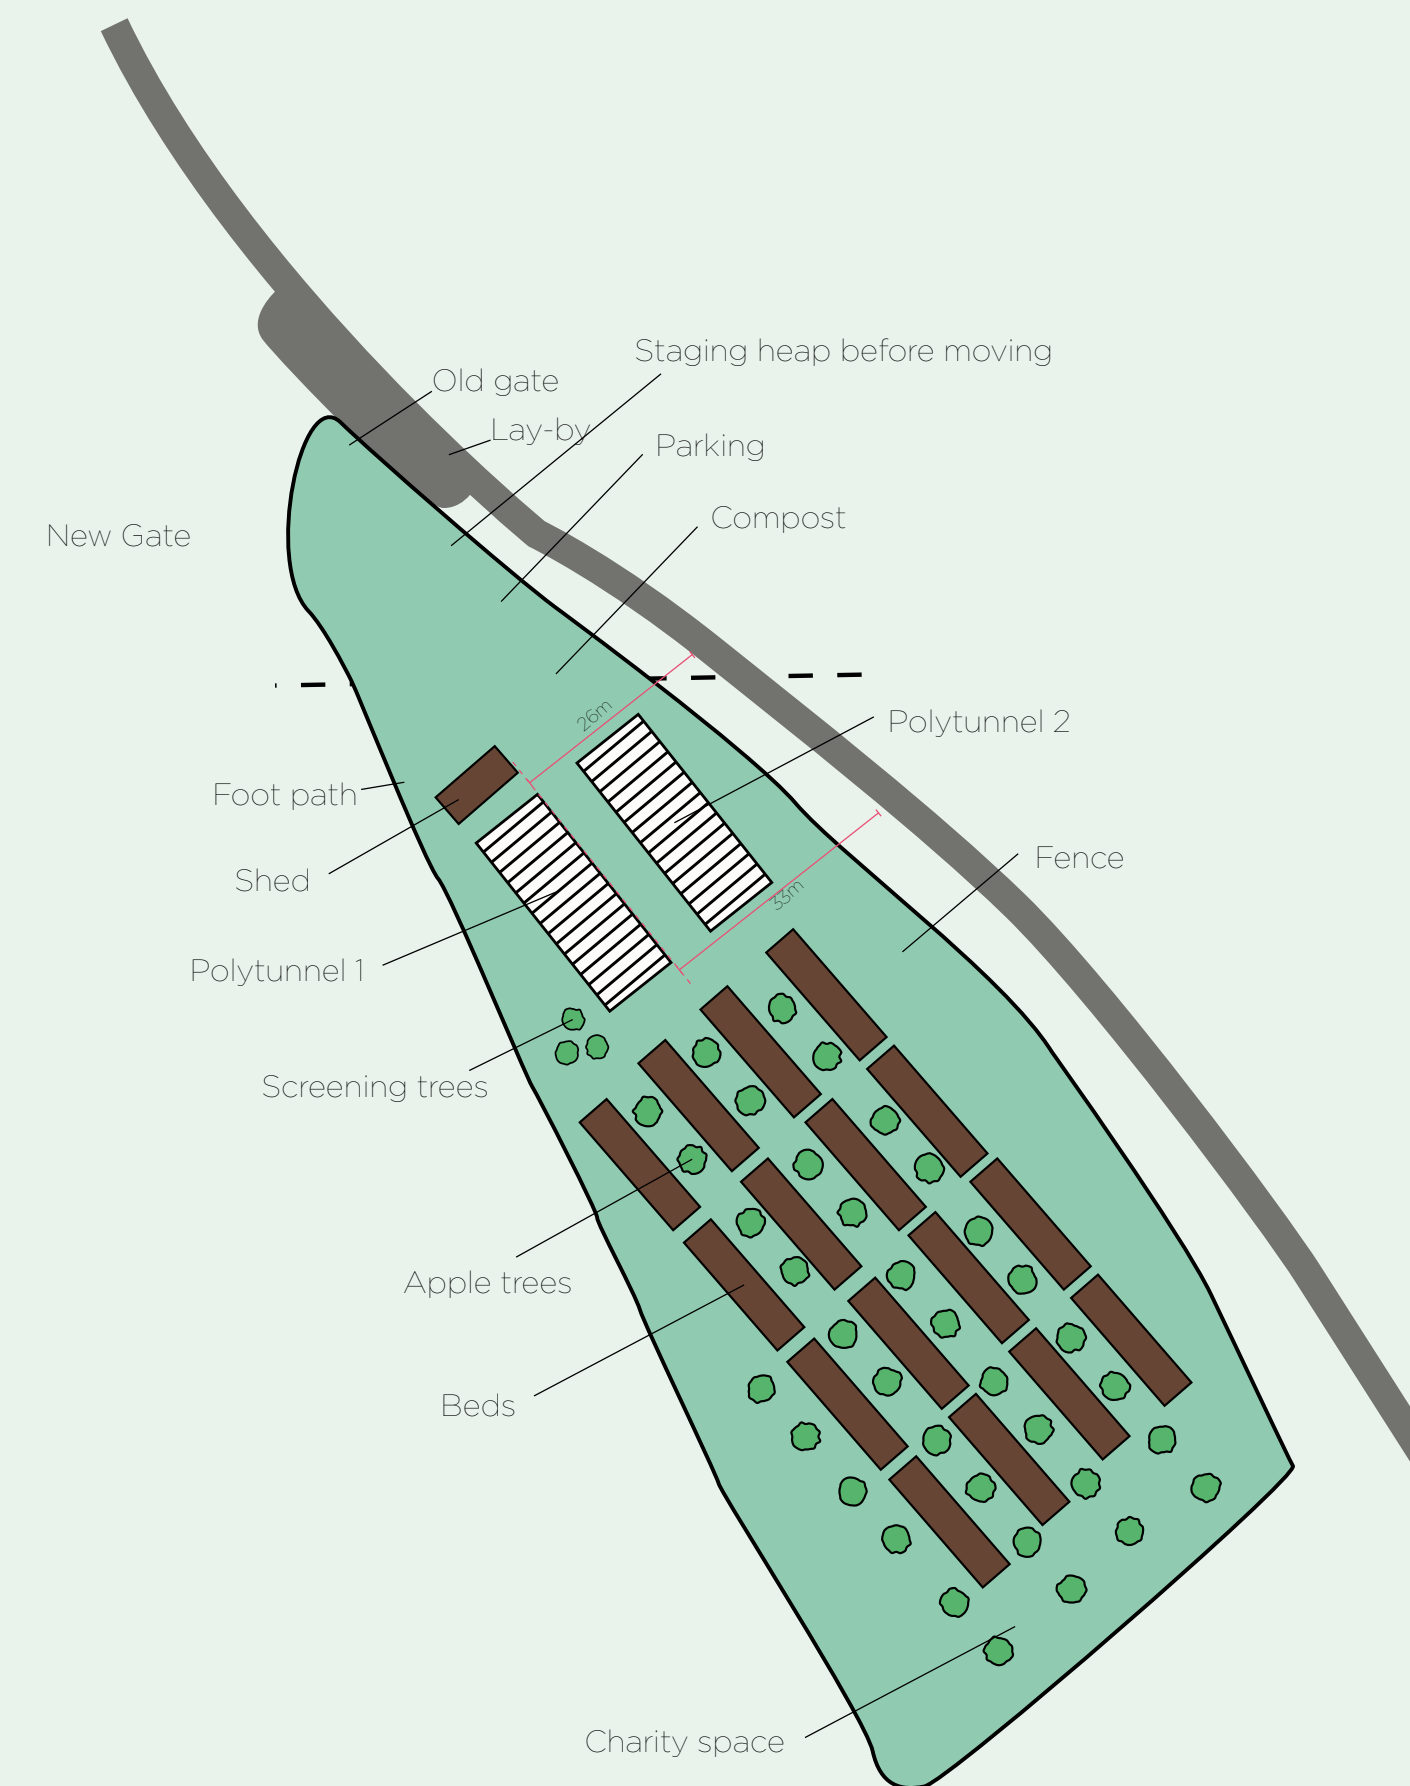 Staging heap before moving
Old gate
Lay-by
Parking
Compost
New Gate
26m
Polytunnel 2
Foot path
Fence
Shed
33m
Polytunnel 1
Screening trees
Apple trees
Beds
Charity space